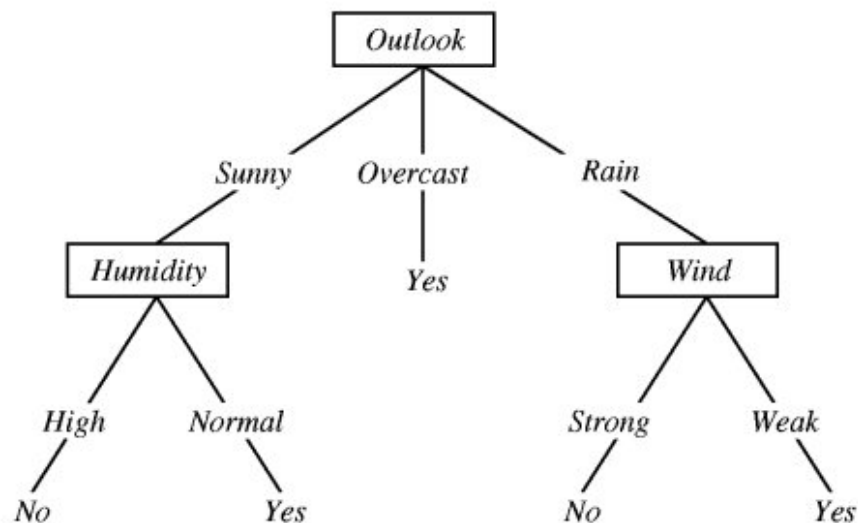 Outlook
Sunny Overcast Rain
Humidity Yes Wind
High Normal Strong Weak
No Yes No Yes